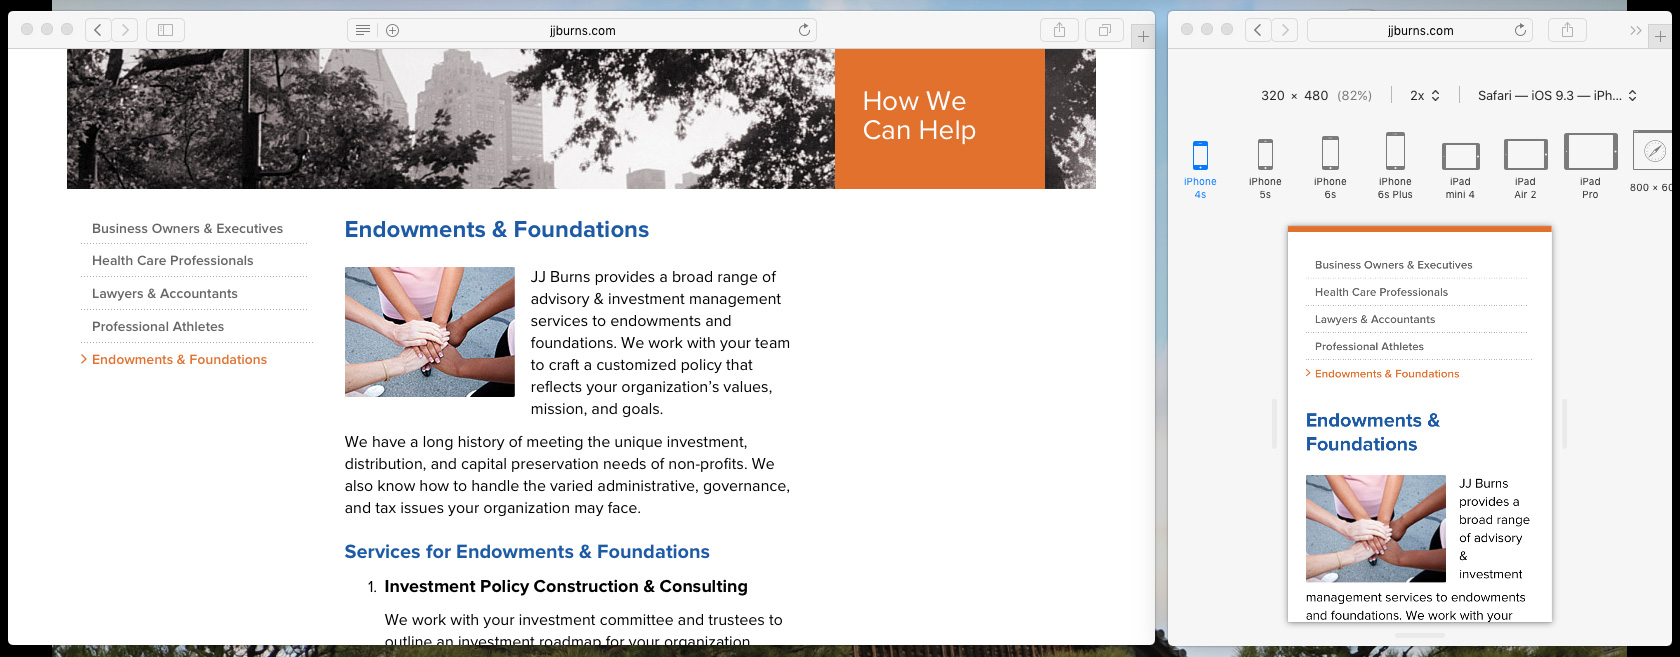 jjburns.com
How We
Can Help
Business Owners & Executives
Health Care Professionals
Lawyers & Accountants
Professional Athletes
Endowments & Foundations
Endowments & Foundations
JJ Burns provides a broad range of
advisory & investment management
services to endowments and
foundations. We work with your team
to craft a customized policy that
reflects your organization’s values,
mission, and goals.
We have a long history of meeting the unique investment,
distribution, and capital preservation needs of non-profits. We
also know how to handle the varied administrative, governance,
and tax issues your organization may face.
Services for Endowments & Foundations
1. Investment Policy Construction & Consulting
We work with your investment committee and trustees to
outline an investment roadmap for your organization
jjburns.com
320 × 480 (82%) 2x Safari — iOS 9.3 — iPh...
iPhone
4s
iPhone
5s
iPhone
6s
iPhone
6s Plus
iPad
mini 4
iPad
Air 2
iPad
Pro
800 × 60
Business Owners & Executives
Health Care Professionals
Lawyers & Accountants
Professional Athletes
Endowments & Foundations
Endowments &
Foundations
JJ Burns
provides a
broad range
of advisory
&
investment
management services to endowments
and foundations. We work with your